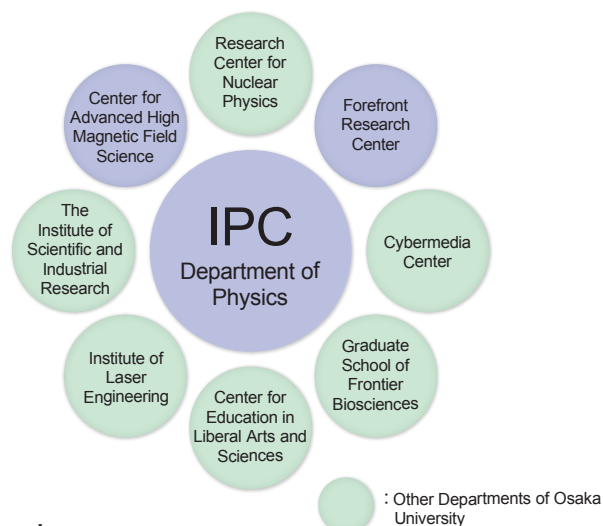 Research
Center for
Nuclear
Physics
Center for
Advanced High
Magnetic Field
Science
Forefront
Research
Center
The
Institute of
Scientific and
Industrial
Research
IPC
Department of
Physics
Cybermedia
Center
Institute of
Laser
Engineering
Graduate
School of
Frontier
Biosciences
Center for
Education in
Liberal Arts and
Sciences
: Other Departments of Osaka
University